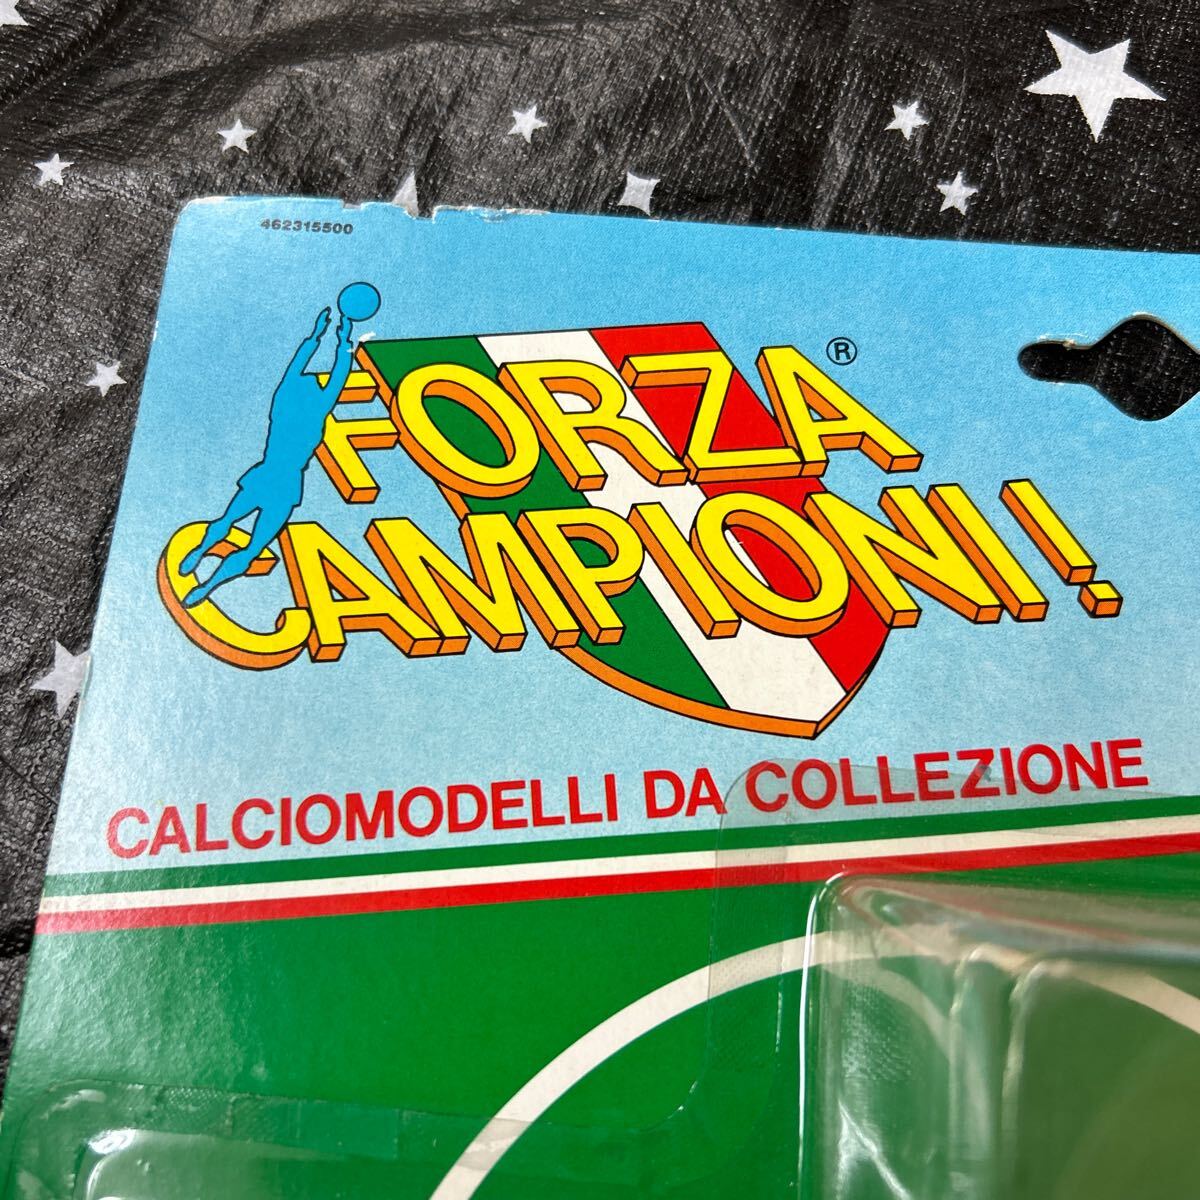 462315500
FORZA ®
CAMPIONI!
CALCIOMODELLI DA COLLEZIONE